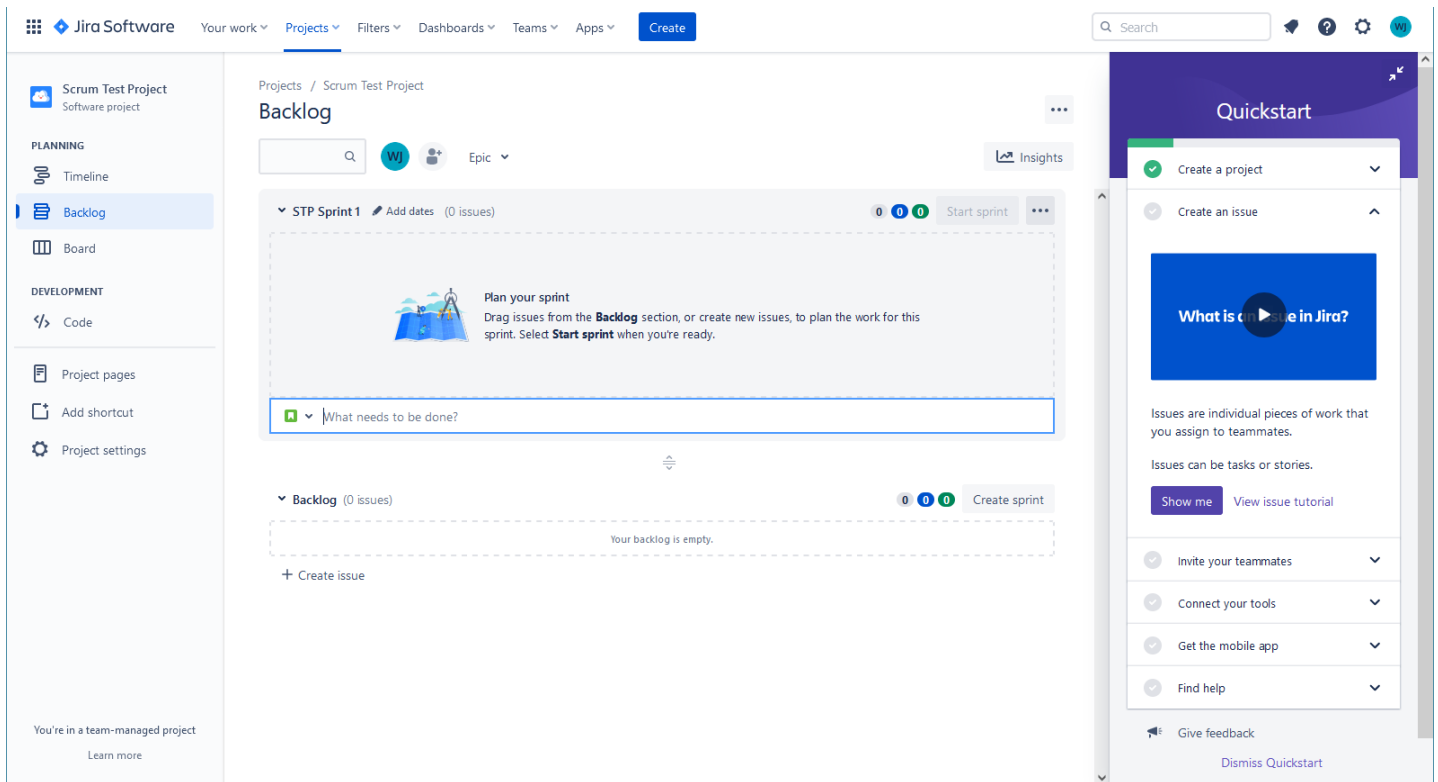 Jira Software
Your work
Projects
Filters
Dashboards
Teams
Apps
Create
Search
WJ
Scrum Test Project
Software project
PLANNING
Timeline
Backlog
Board
DEVELOPMENT
Code
Project pages
Add shortcut
Project settings
You're in a team-managed project
Learn more
Projects / Scrum Test Project
Backlog
WJ
Epic
Insights
STP Sprint 1 Add dates (0 issues)
0 0 0 Start sprint
Plan your sprint
Drag issues from the Backlog section, or create new issues, to plan the work for this
sprint. Select Start sprint when you're ready.
What needs to be done?
Backlog (0 issues)
0 0 0 Create sprint
Your backlog is empty.
+ Create issue
Quickstart
Create a project
Create an issue
What is an issue in Jira?
Issues are individual pieces of work that
you assign to teammates.
Issues can be tasks or stories.
Show me View issue tutorial
Invite your teammates
Connect your tools
Get the mobile app
Find help
Give feedback
Dismiss Quickstart